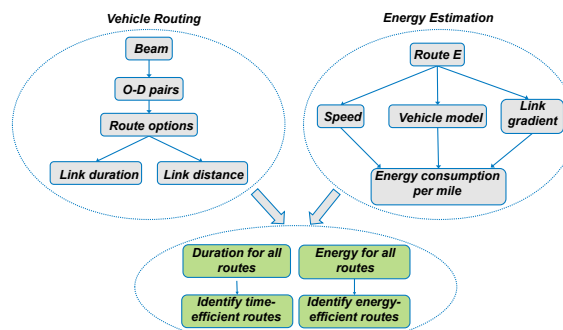 Vehicle Routing
Energy Estimation
Beam
O-D pairs
Route options
Link duration
Link distance
Route E
Speed
Vehicle model
Link
gradient
Energy consumption
per mile
Duration for all
routes
Energy for all
routes
Identify time-
efficient routes
Identify energy-
efficient routes